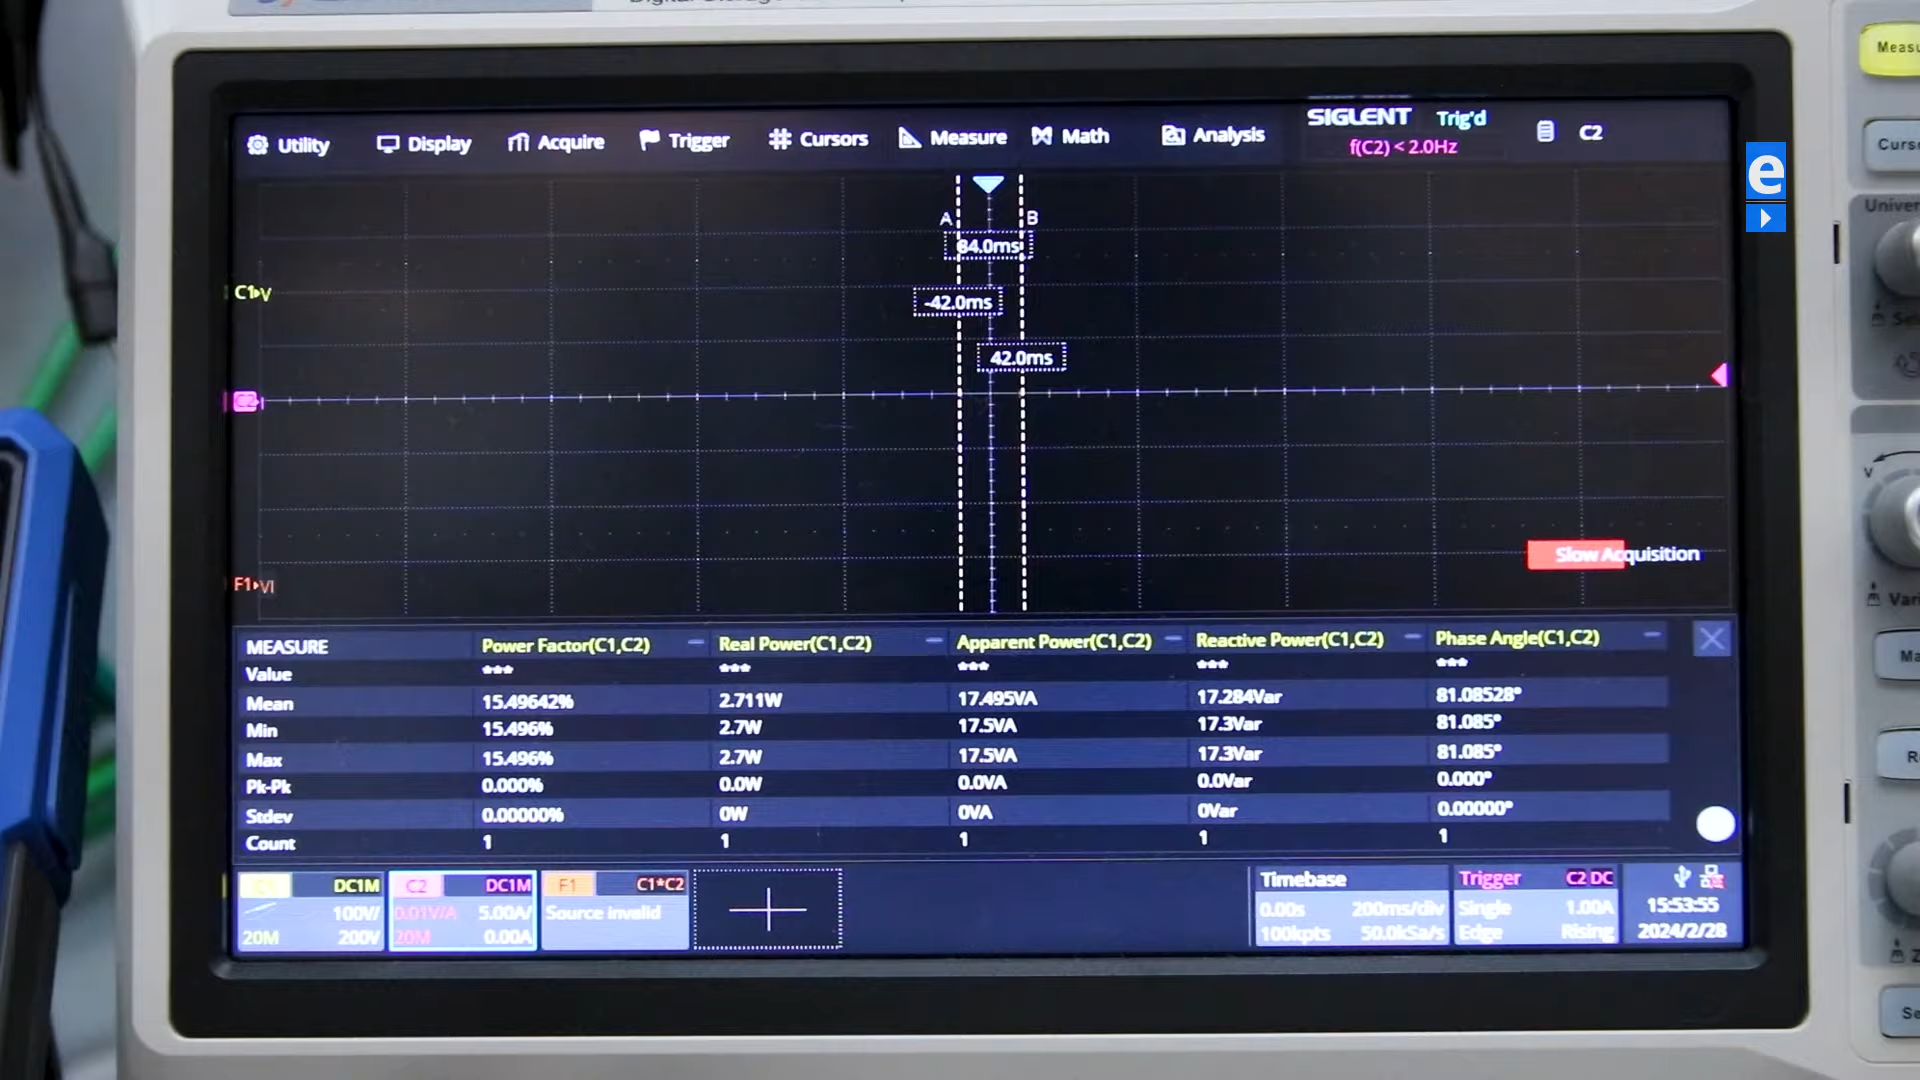 Utility Display Acquire Trigger Cursors Measure Math Analysis SIGLENT Trig'd C2
f(C2) < 2.0Hz
A B
84.0ms
-42.0ms
42.0ms
C1 V
C2
F1 VI
Slow Acquisition
MEASURE Power Factor(C1,C2) Real Power(C1,C2) Apparent Power(C1,C2) Reactive Power(C1,C2) Phase Angle(C1,C2)
Value *** *** *** *** ***
Mean 15.49642% 2.711W 17.495VA 17.284Var 81.08528°
Min 15.496% 2.7W 17.5VA 17.3Var 81.085°
Max 15.496% 2.7W 17.5VA 17.3Var 81.085°
Pk-Pk 0.000% 0.0W 0.0VA 0.0Var 0.000°
Stdev 0.00000% 0W 0VA 0Var 0.00000°
Count 1 1 1 1 1
C1 DC1M
100V/
20M 200V
C2 DC1M
0.01V/A 5.00A/
20M 0.00A
F1 C1*C2
Source invalid
Timebase
0.00s 200ms/div
100kpts 50.0kSa/s
Trigger C2 DC
Single 1.00A
Edge Rising
15:53:55
2024/2/28
e
V